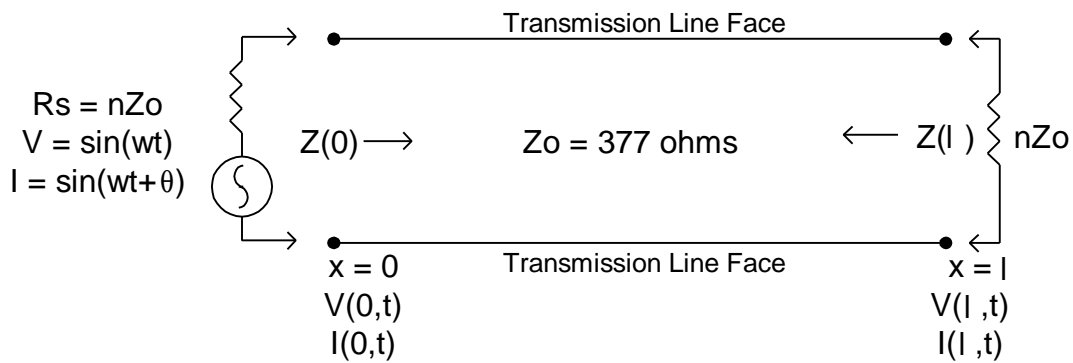 Transmission Line Face
Rs = nZo
V = sin(wt)
I = sin(wt+θ)
Z(0)
Zo = 377 ohms
Z(l )
nZo
Transmission Line Face
x = 0
V(0,t)
I(0,t)
x = l
V(l ,t)
I(l ,t)